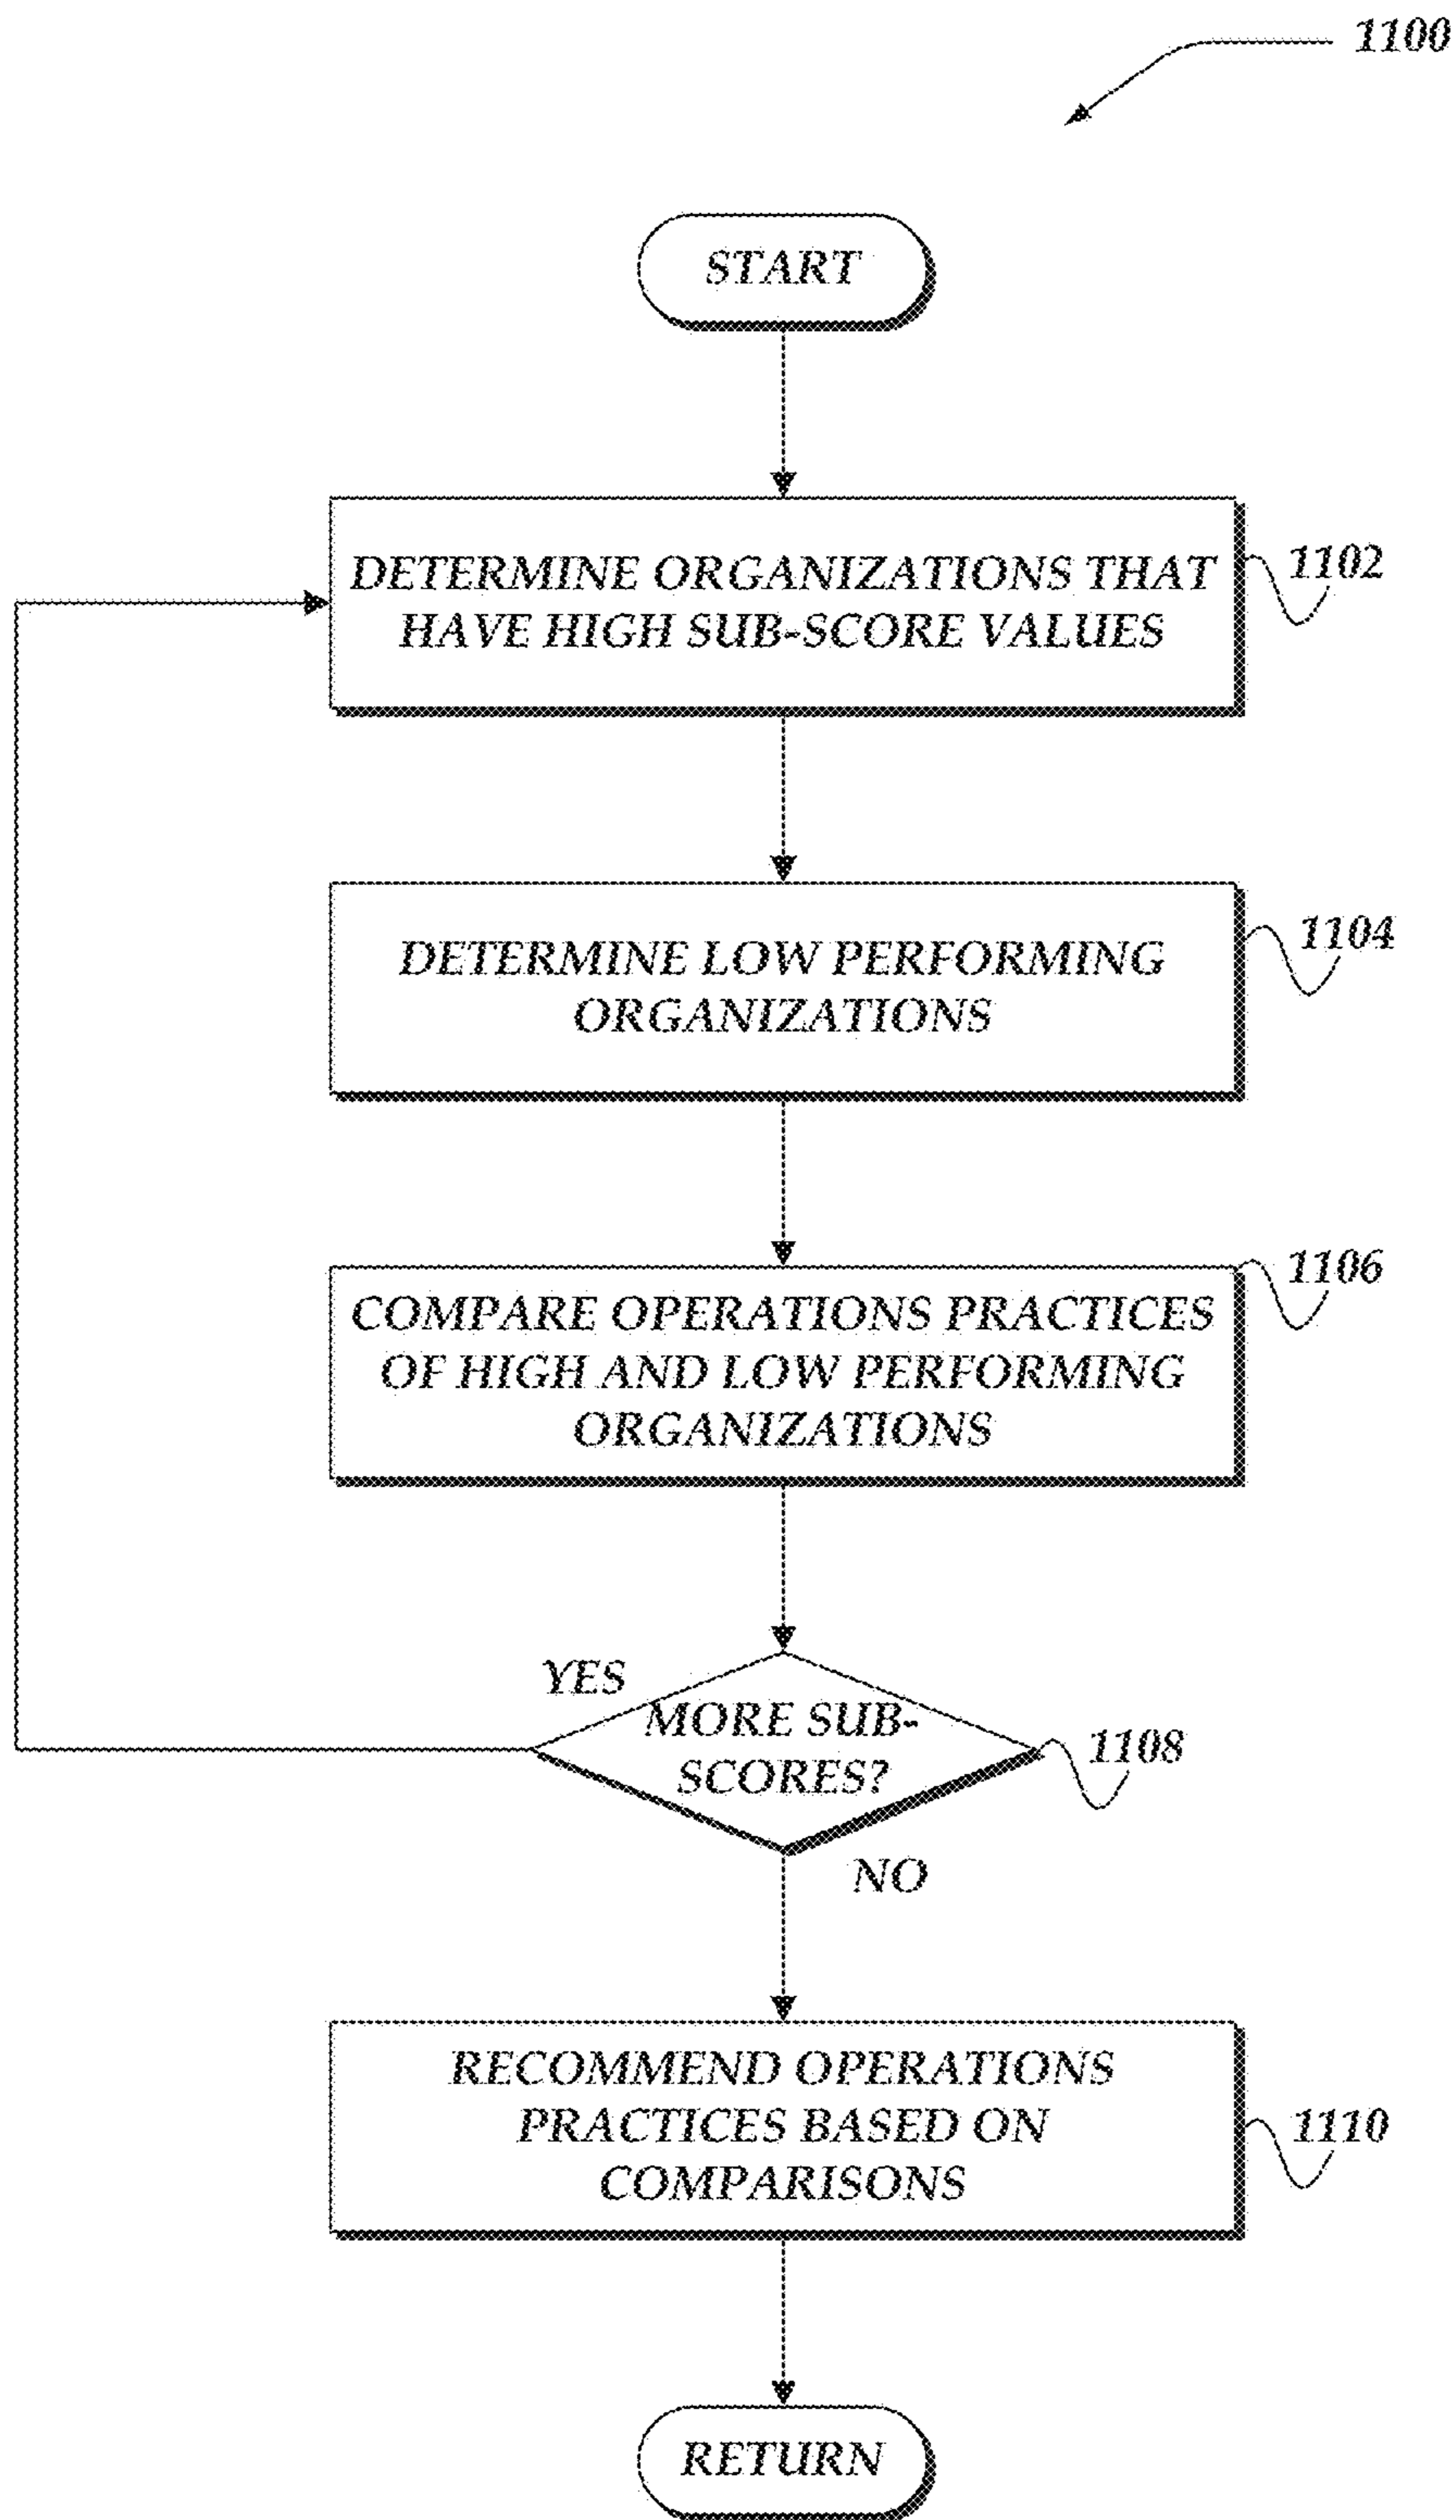 1100
START
DETERMINE ORGANIZATIONS THAT
HAVE HIGH SUB-SCORE VALUES
1102
DETERMINE LOW PERFORMING
ORGANIZATIONS
1104
COMPARE OPERATIONS PRACTICES
OF HIGH AND LOW PERFORMING
ORGANIZATIONS
1106
YES
MORE SUB-
SCORES?
1108
NO
RECOMMEND OPERATIONS
PRACTICES BASED ON
COMPARISONS
1110
RETURN